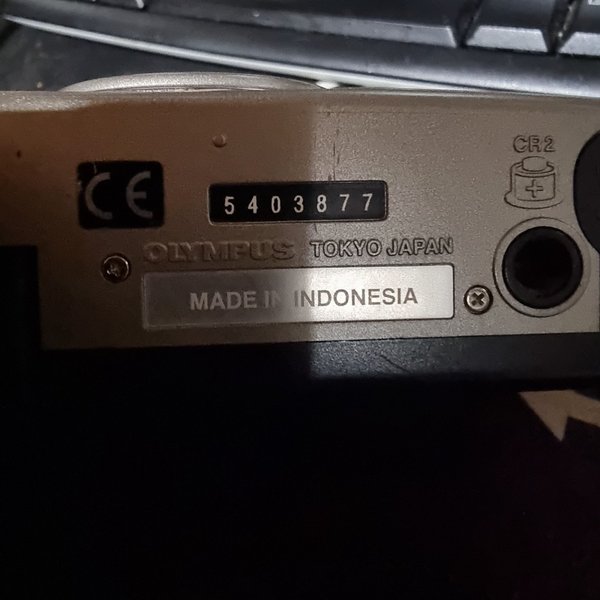 CR2
CE
5403877
OLYMPUS TOKYO JAPAN
MADE IN INDONESIA